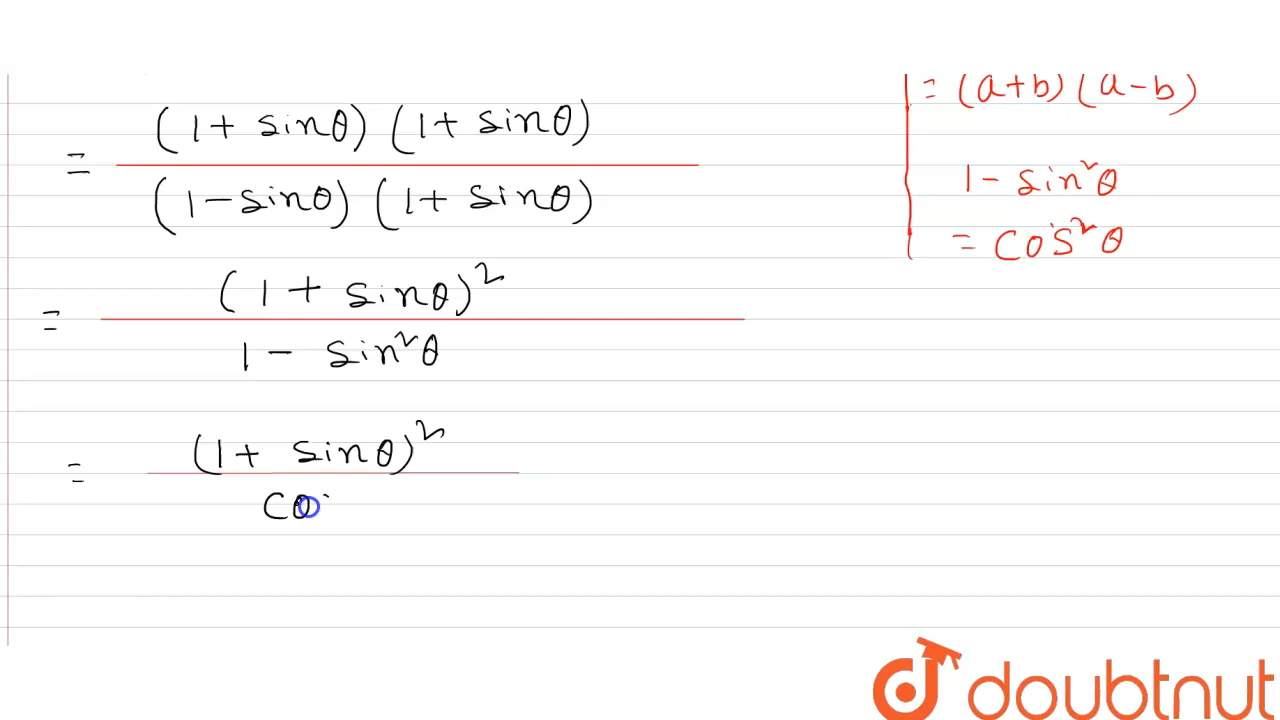 = (1+ sinθ) (1+ sinθ)
(1-sinθ) (1+ sinθ)
= (1 + sinθ)²
1 - sin²θ
= (1+ sinθ)²
CO
= (a+b) (a-b)
1- sin²θ
= COS²θ
doubtnut